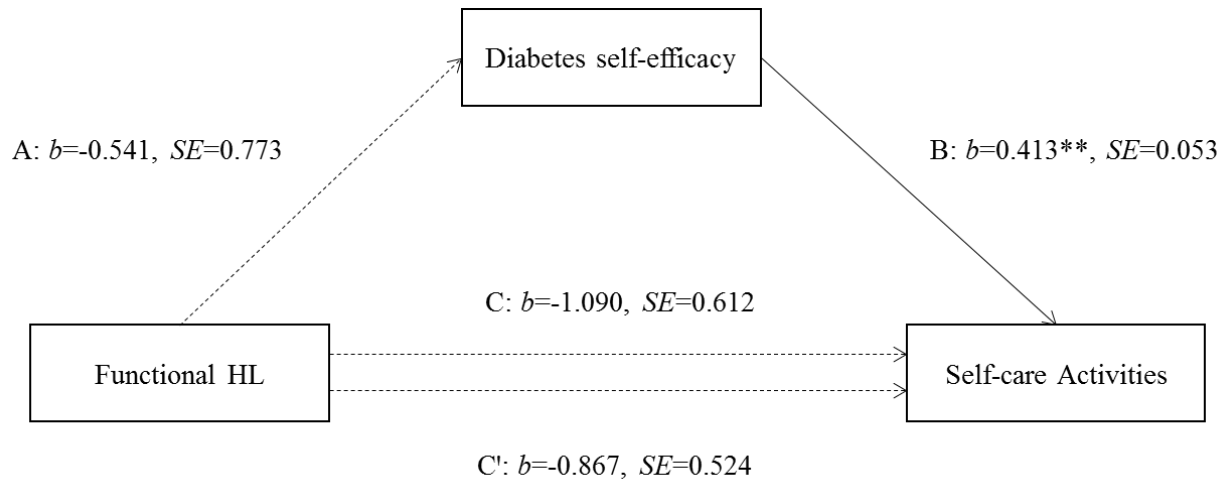 Diabetes self-efficacy
A: b=-0.541, SE=0.773
B: b=0.413**, SE=0.053
C: b=-1.090, SE=0.612
Functional HL
Self-care Activities
C': b=-0.867, SE=0.524